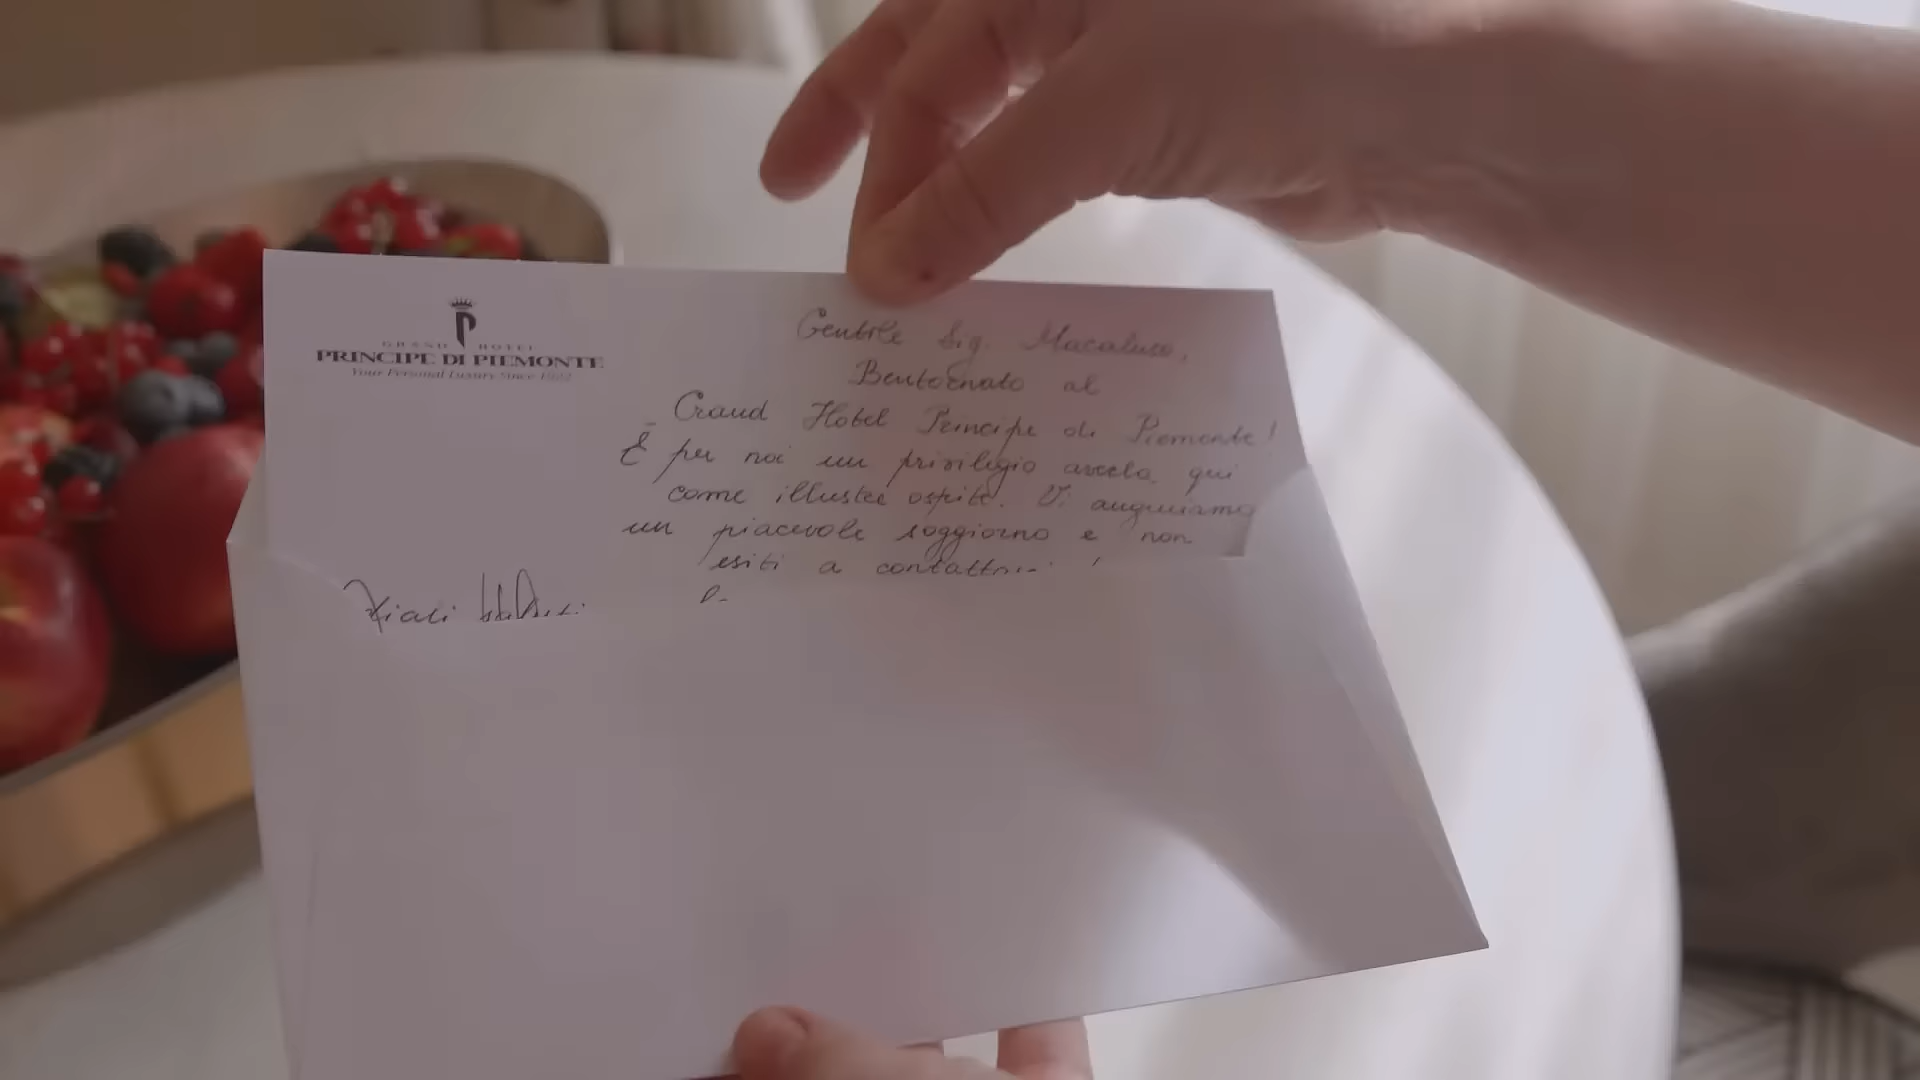 GRAND HOTEL
PRINCIPE DI PIEMONTE
Your Personal Luxury Since 1922
Gentile Sig. Macaluso,
Bentornato al
Grand Hotel Principe di Piemonte!
È per noi un privilegio averla qui
come illustre ospite. Vi auguriamo
un piacevole soggiorno e non
esiti a